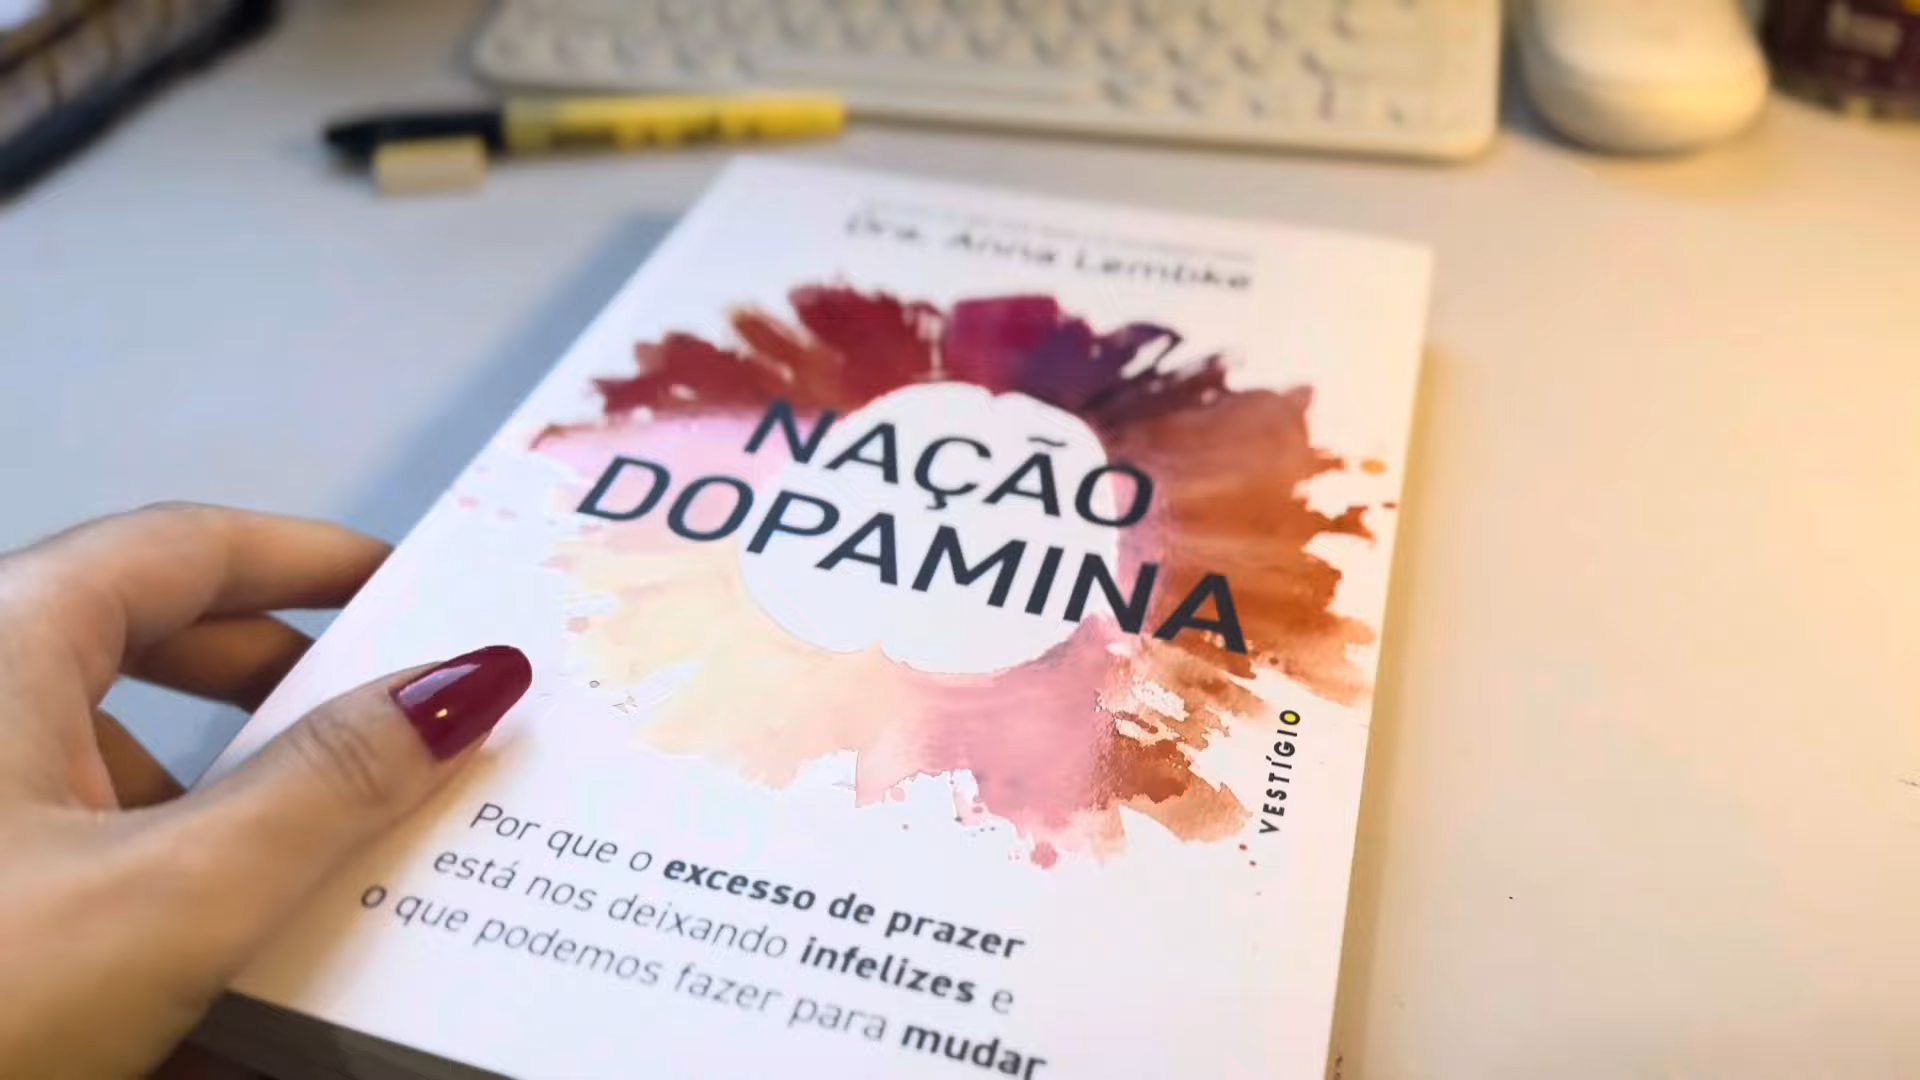 Dra. Anna Lembke
NAÇÃO
DOPAMINA
VESTÍGIO
Por que o excesso de prazer
está nos deixando infelizes e
o que podemos fazer para mudar